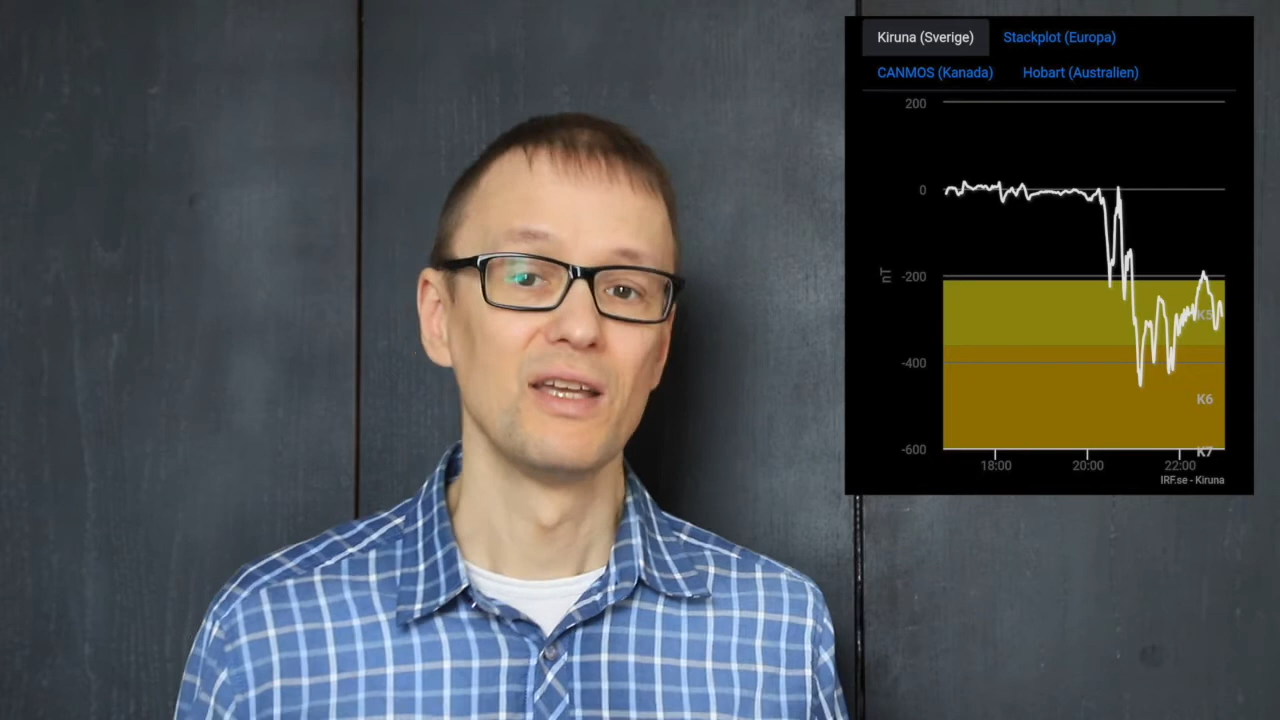 Kiruna (Sverige) Stackplot (Europa)
CANMOS (Kanada) Hobart (Australien)
200
0
nT
-200
K5
-400
K6
-600
K7
18:00 20:00 22:00
IRF.se - Kiruna